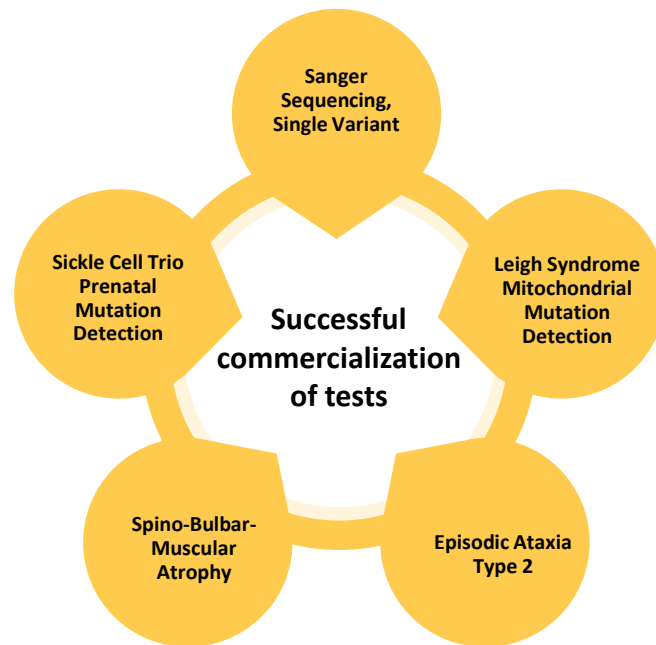 Sanger
Sequencing,
Single Variant
Sickle Cell Trio
Prenatal
Mutation
Detection
Leigh Syndrome
Mitochondrial
Mutation
Detection
Successful
commercialization
of tests
Spino-Bulbar-
Muscular
Atrophy
Episodic Ataxia
Type 2